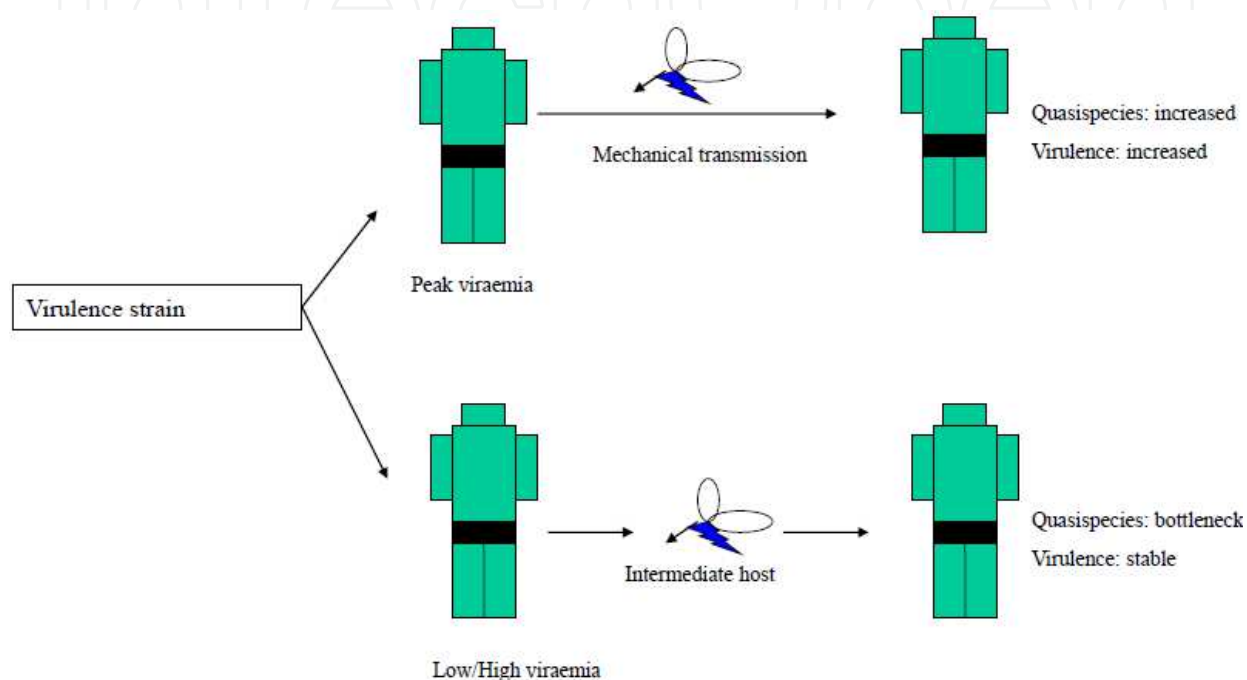 Quasispecies: increased
Mechanical transmission
Virulence: increased
Peak viraemia
Virulence strain
Quasispecies: bottleneck
Virulence: stable
Intermediate host
Low/High viraemia